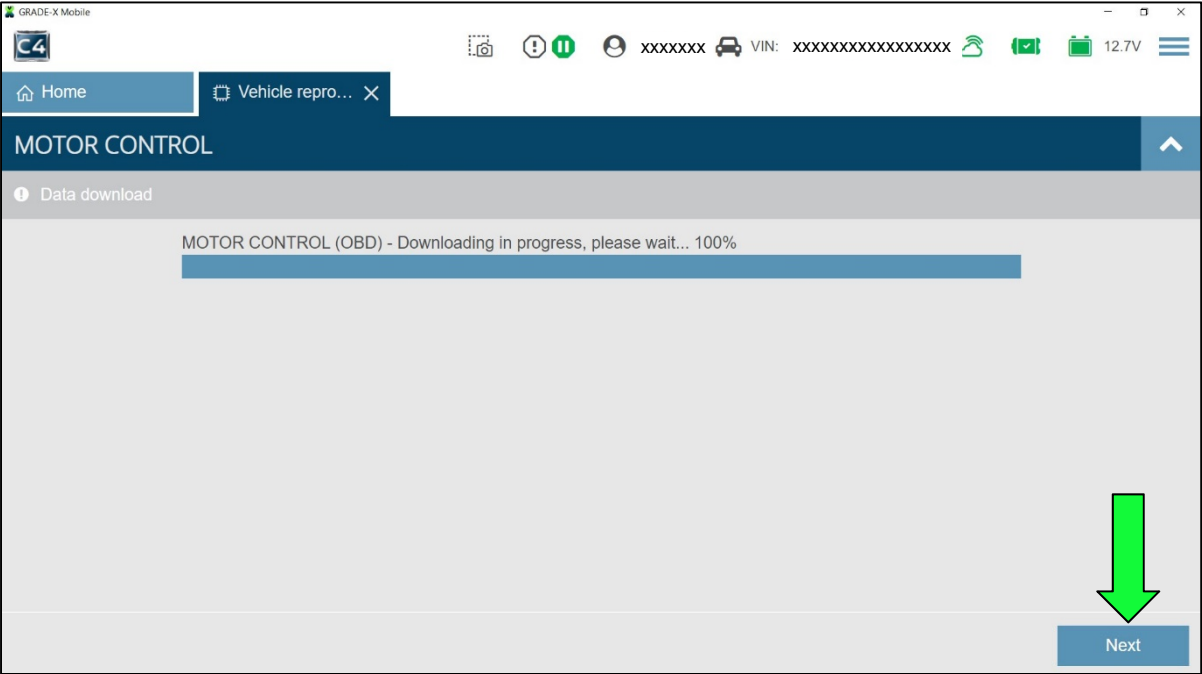 GRADE-X Mobile
C4
xxxxxxx VIN: xxxxxxxxxxxxxxxxx 12.7V
Home Vehicle repro...
MOTOR CONTROL
Data download
MOTOR CONTROL (OBD) - Downloading in progress, please wait... 100%
Next